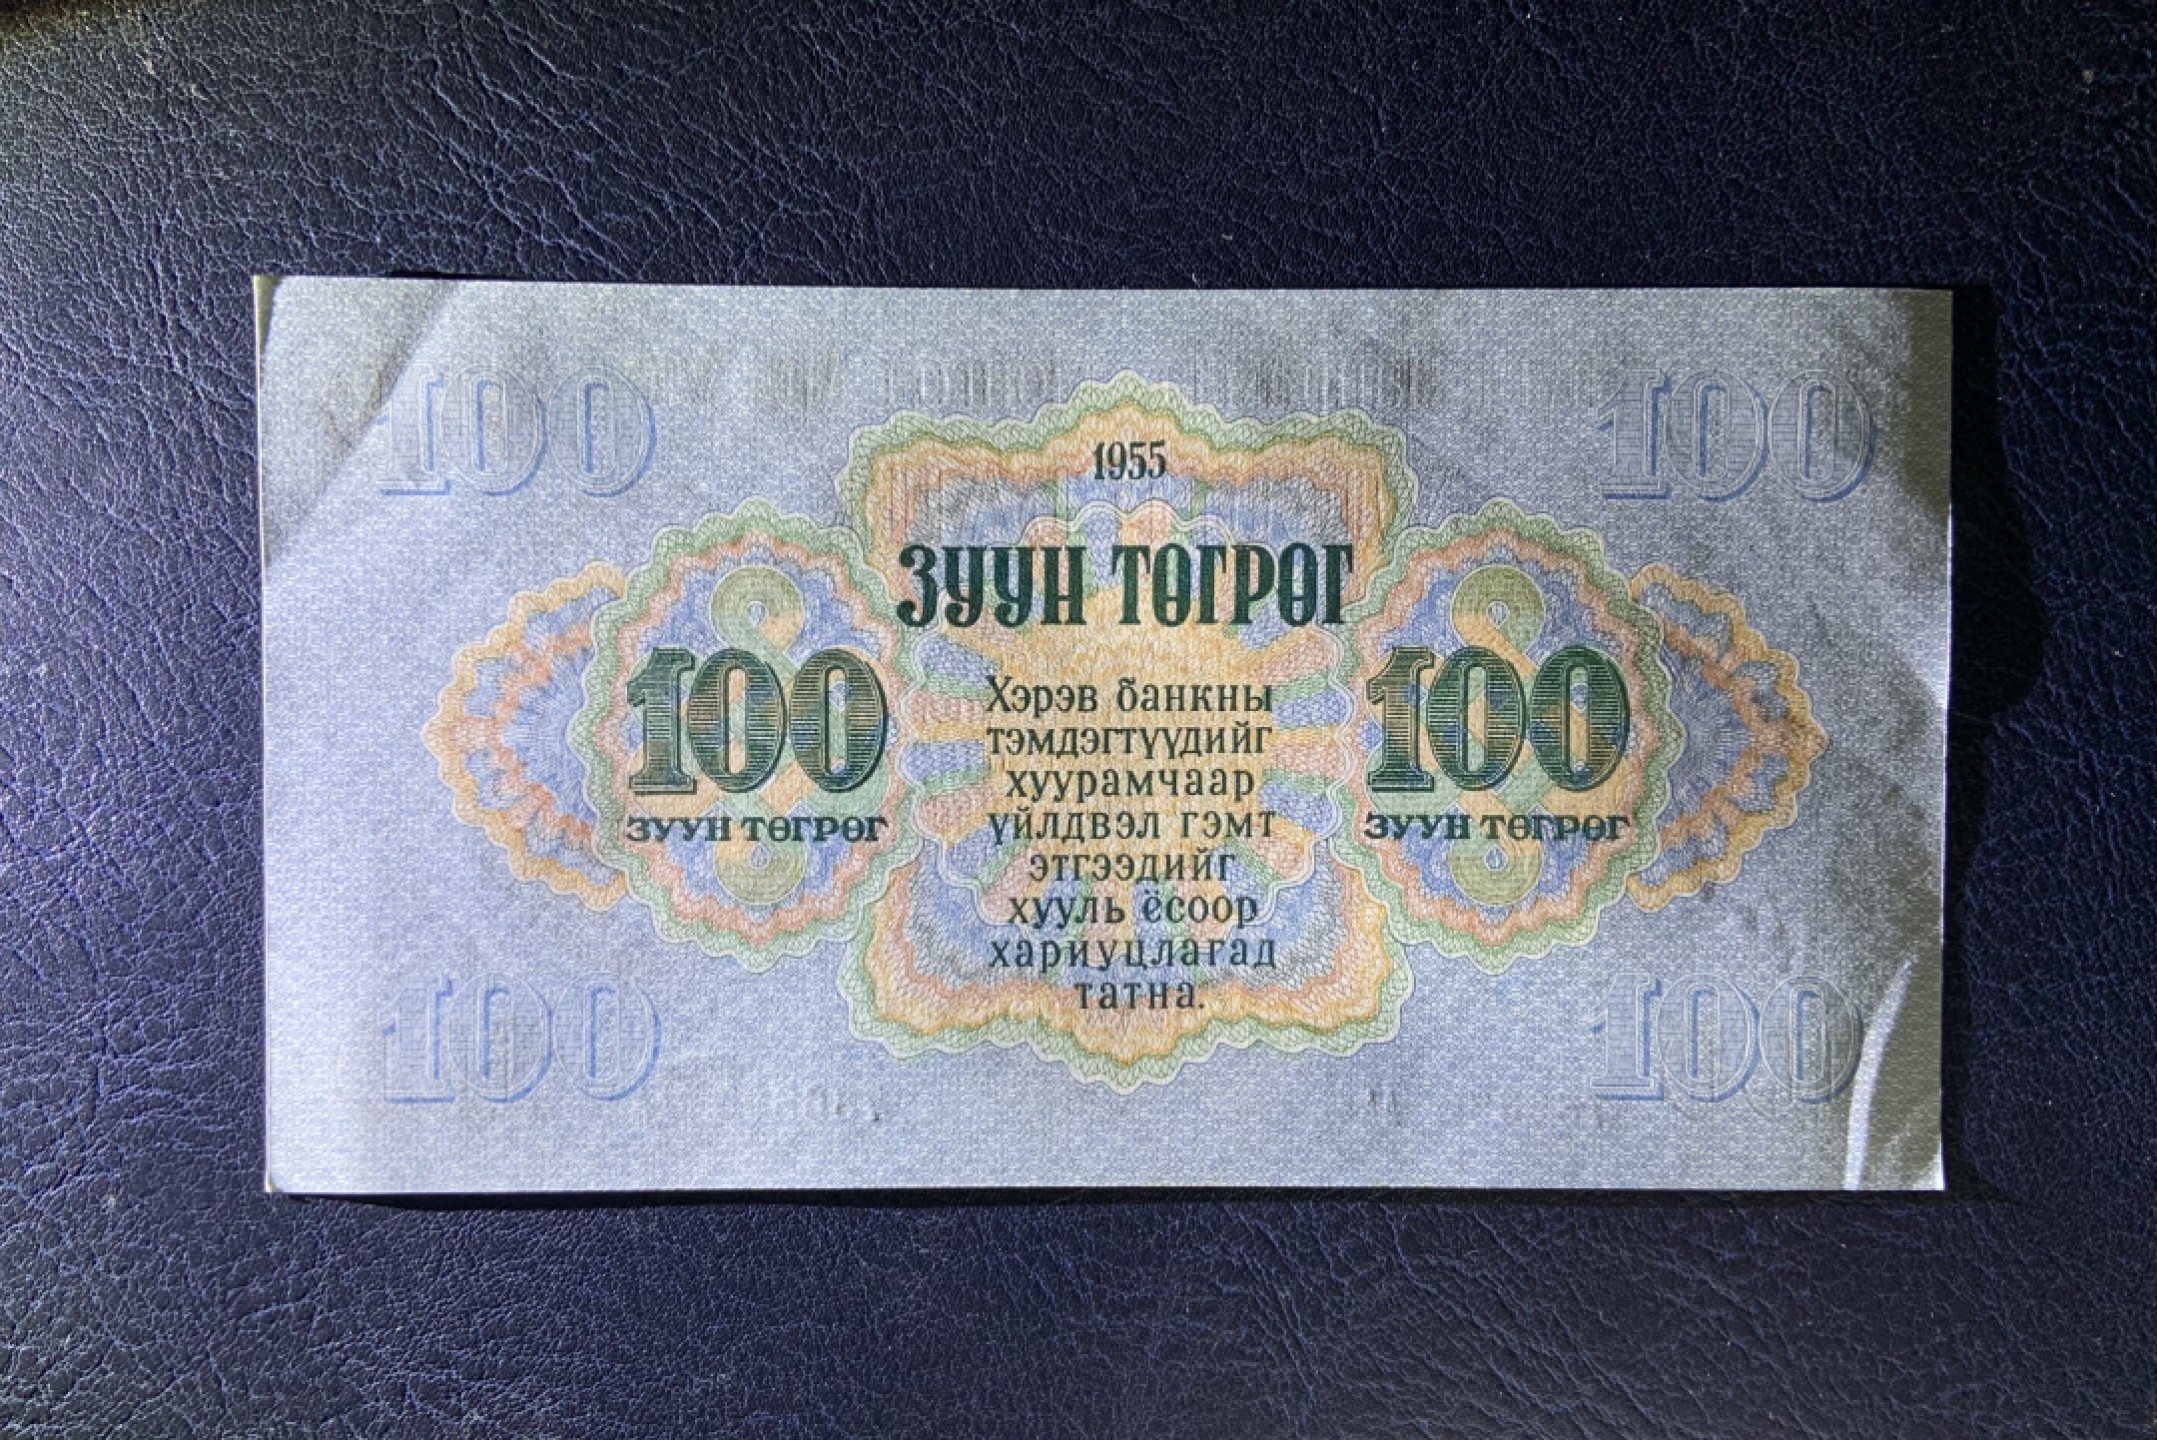 100
100
1955
ЗУУН ТӨГРӨГ
100
ЗУУН ТӨГРӨГ
Хэрэв банкны
тэмдэгтүүдийг
хуурамчаар
үйлдвэл гэмт
этгээдийг
хууль ёсоор
хариуцлагад
татна.
100
ЗУУН ТӨГРӨГ
100
100